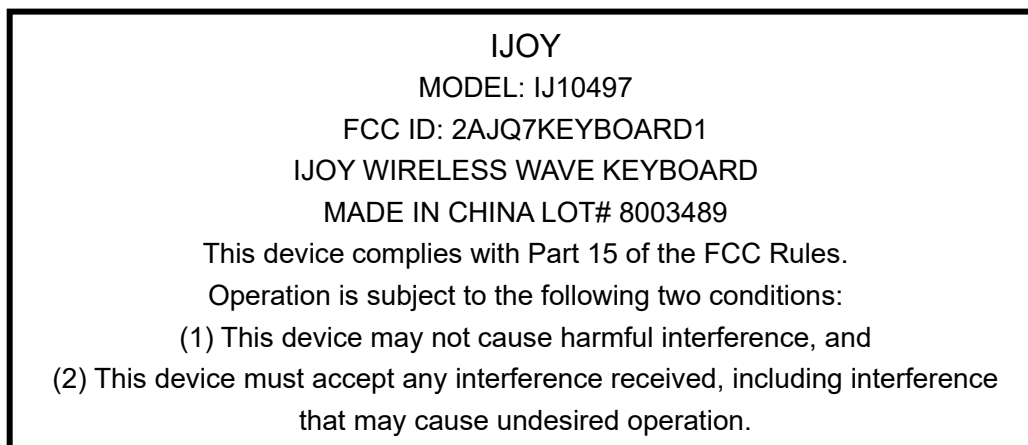 IJOY
MODEL: IJ10497
FCC ID: 2AJQ7KEYBOARD1
IJOY WIRELESS WAVE KEYBOARD
MADE IN CHINA LOT# 8003489
This device complies with Part 15 of the FCC Rules.
Operation is subject to the following two conditions:
(1) This device may not cause harmful interference, and
(2) This device must accept any interference received, including interference
that may cause undesired operation.